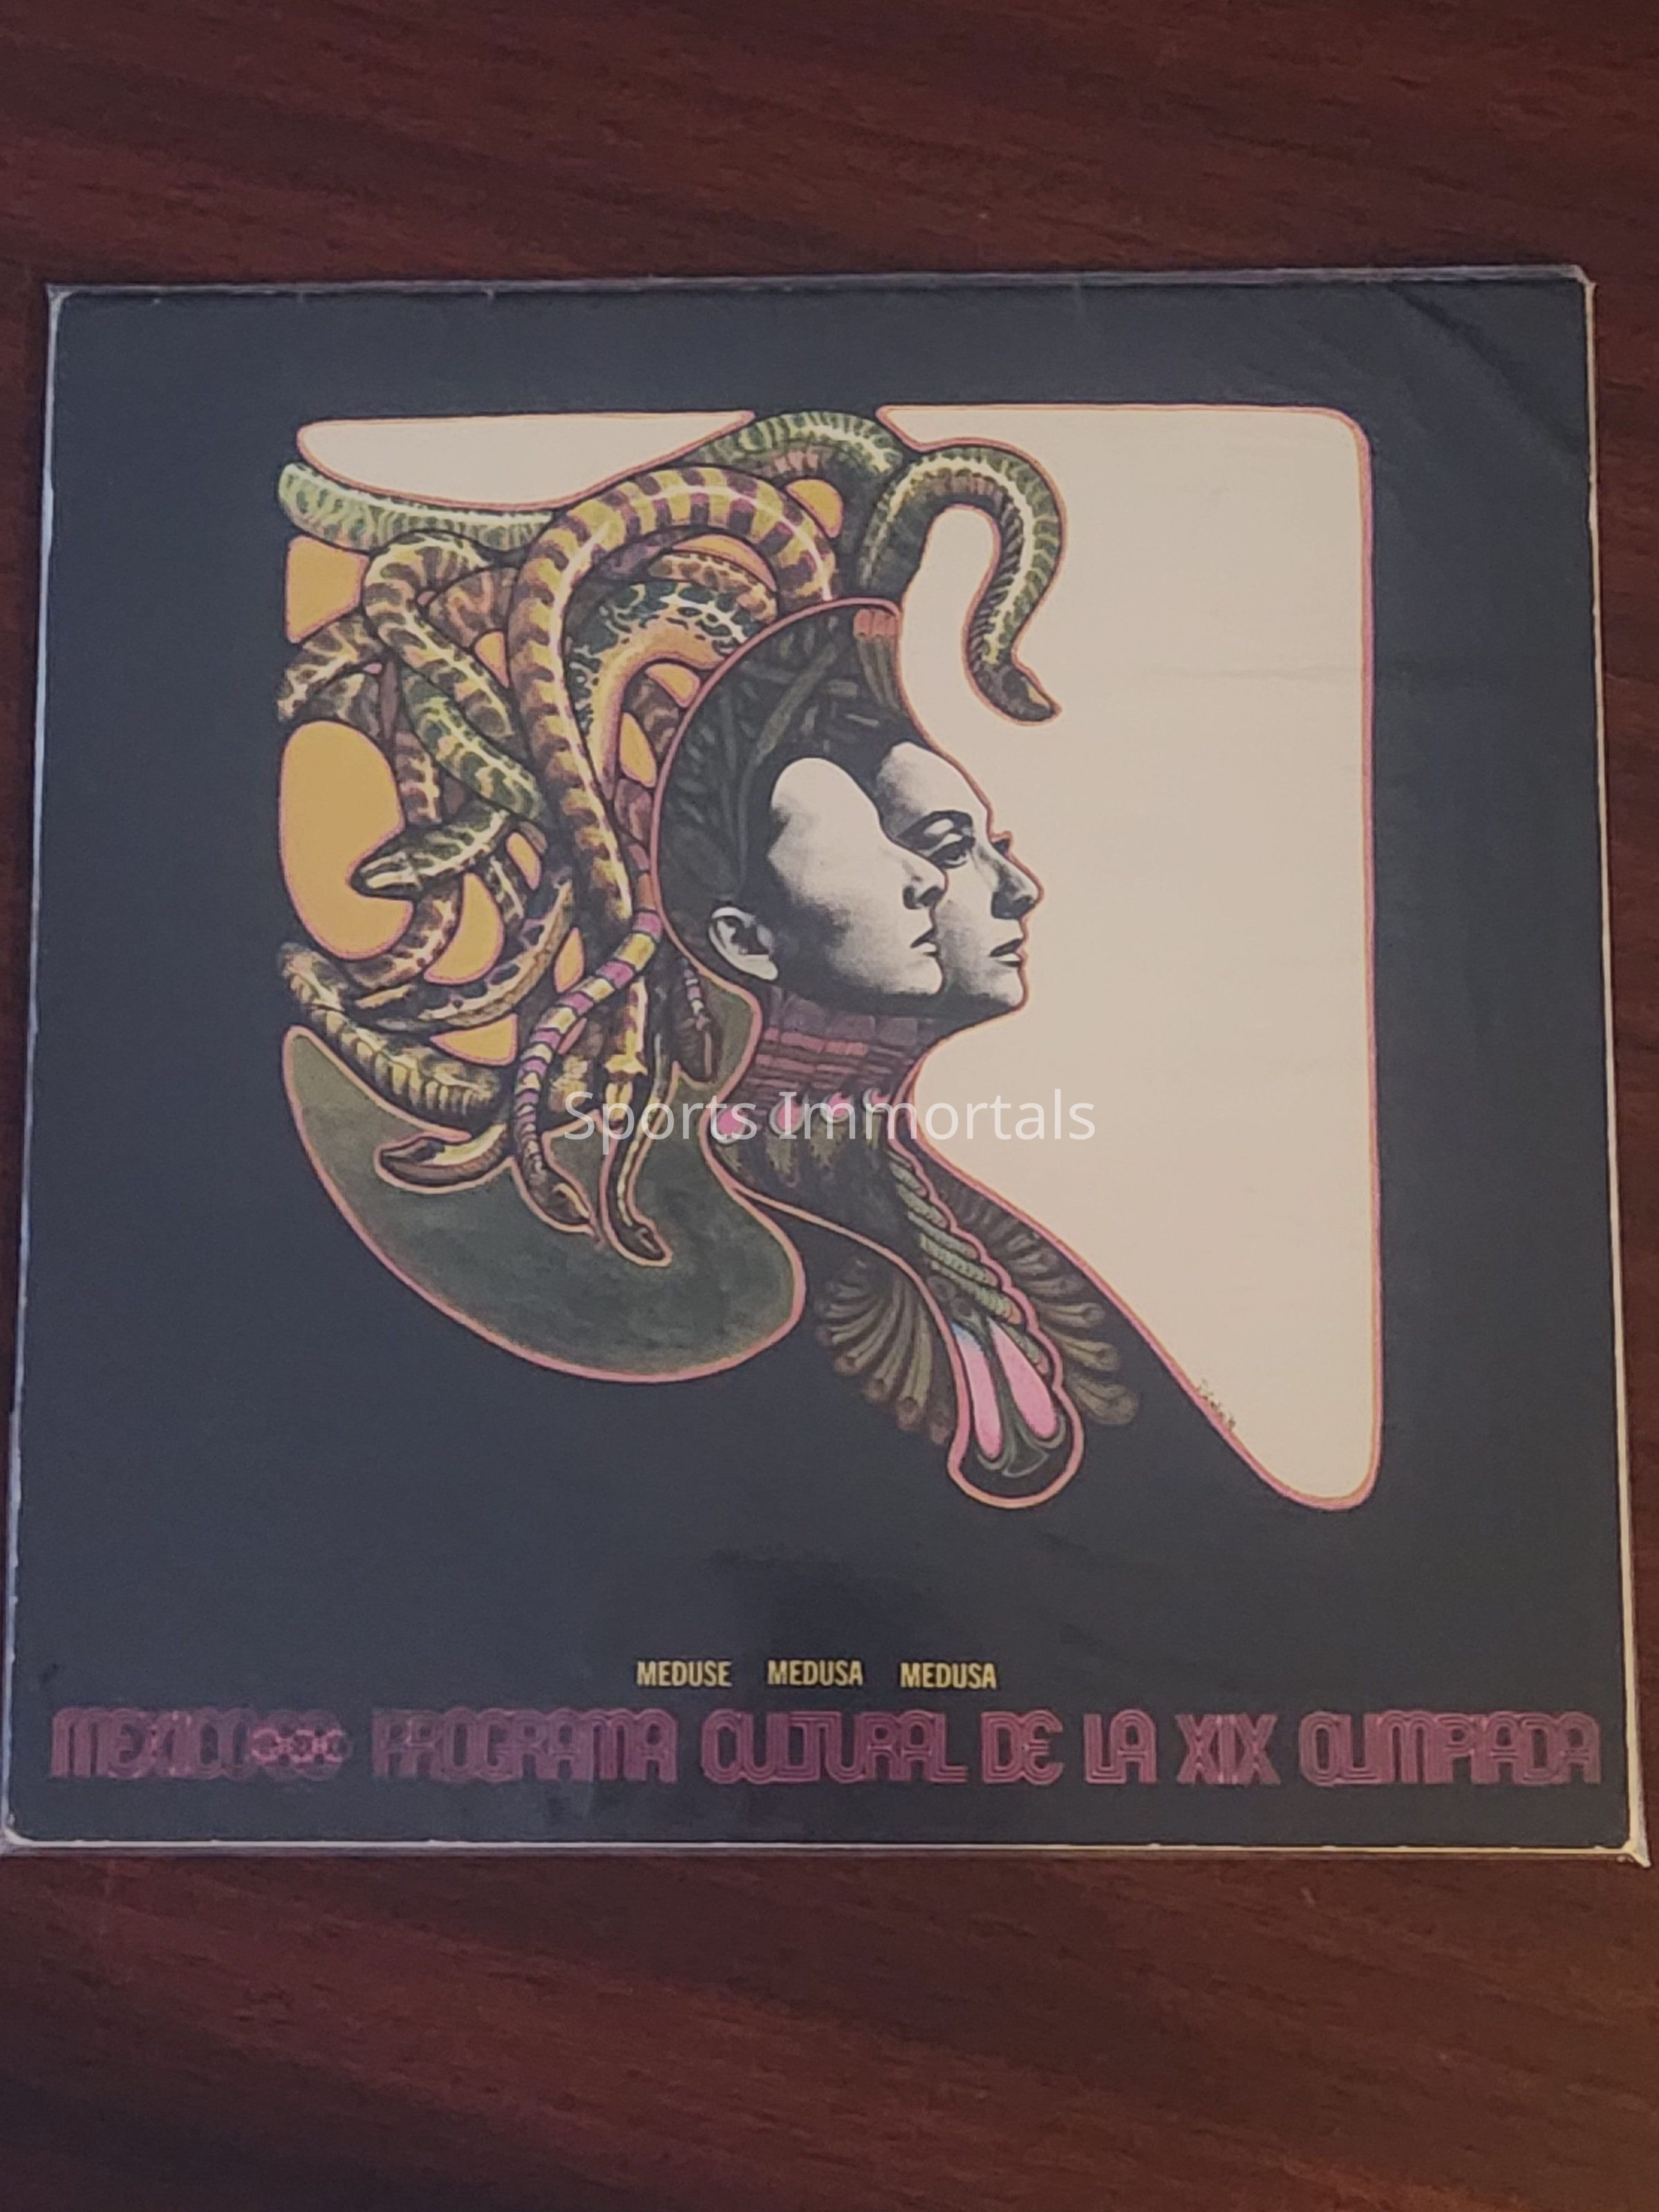 Sports Immortals
MEDUSE MEDUSA MEDUSA
MEXICO68 PROGRAMA CULTURAL DE LA XIX OLIMPIADA